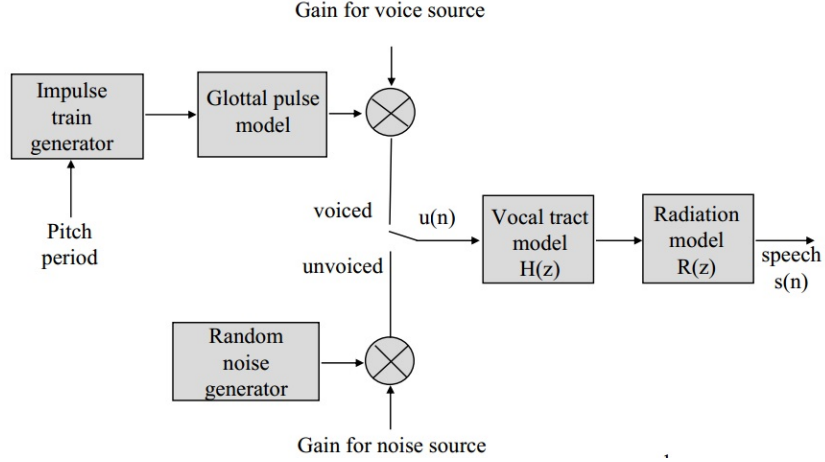 Gain for voice source
Impulse
train
generator
Glottal pulse
model
Pitch
period
voiced
u(n)
unvoiced
Vocal tract
model
H(z)
Radiation
model
R(z)
speech
s(n)
Random
noise
generator
Gain for noise source